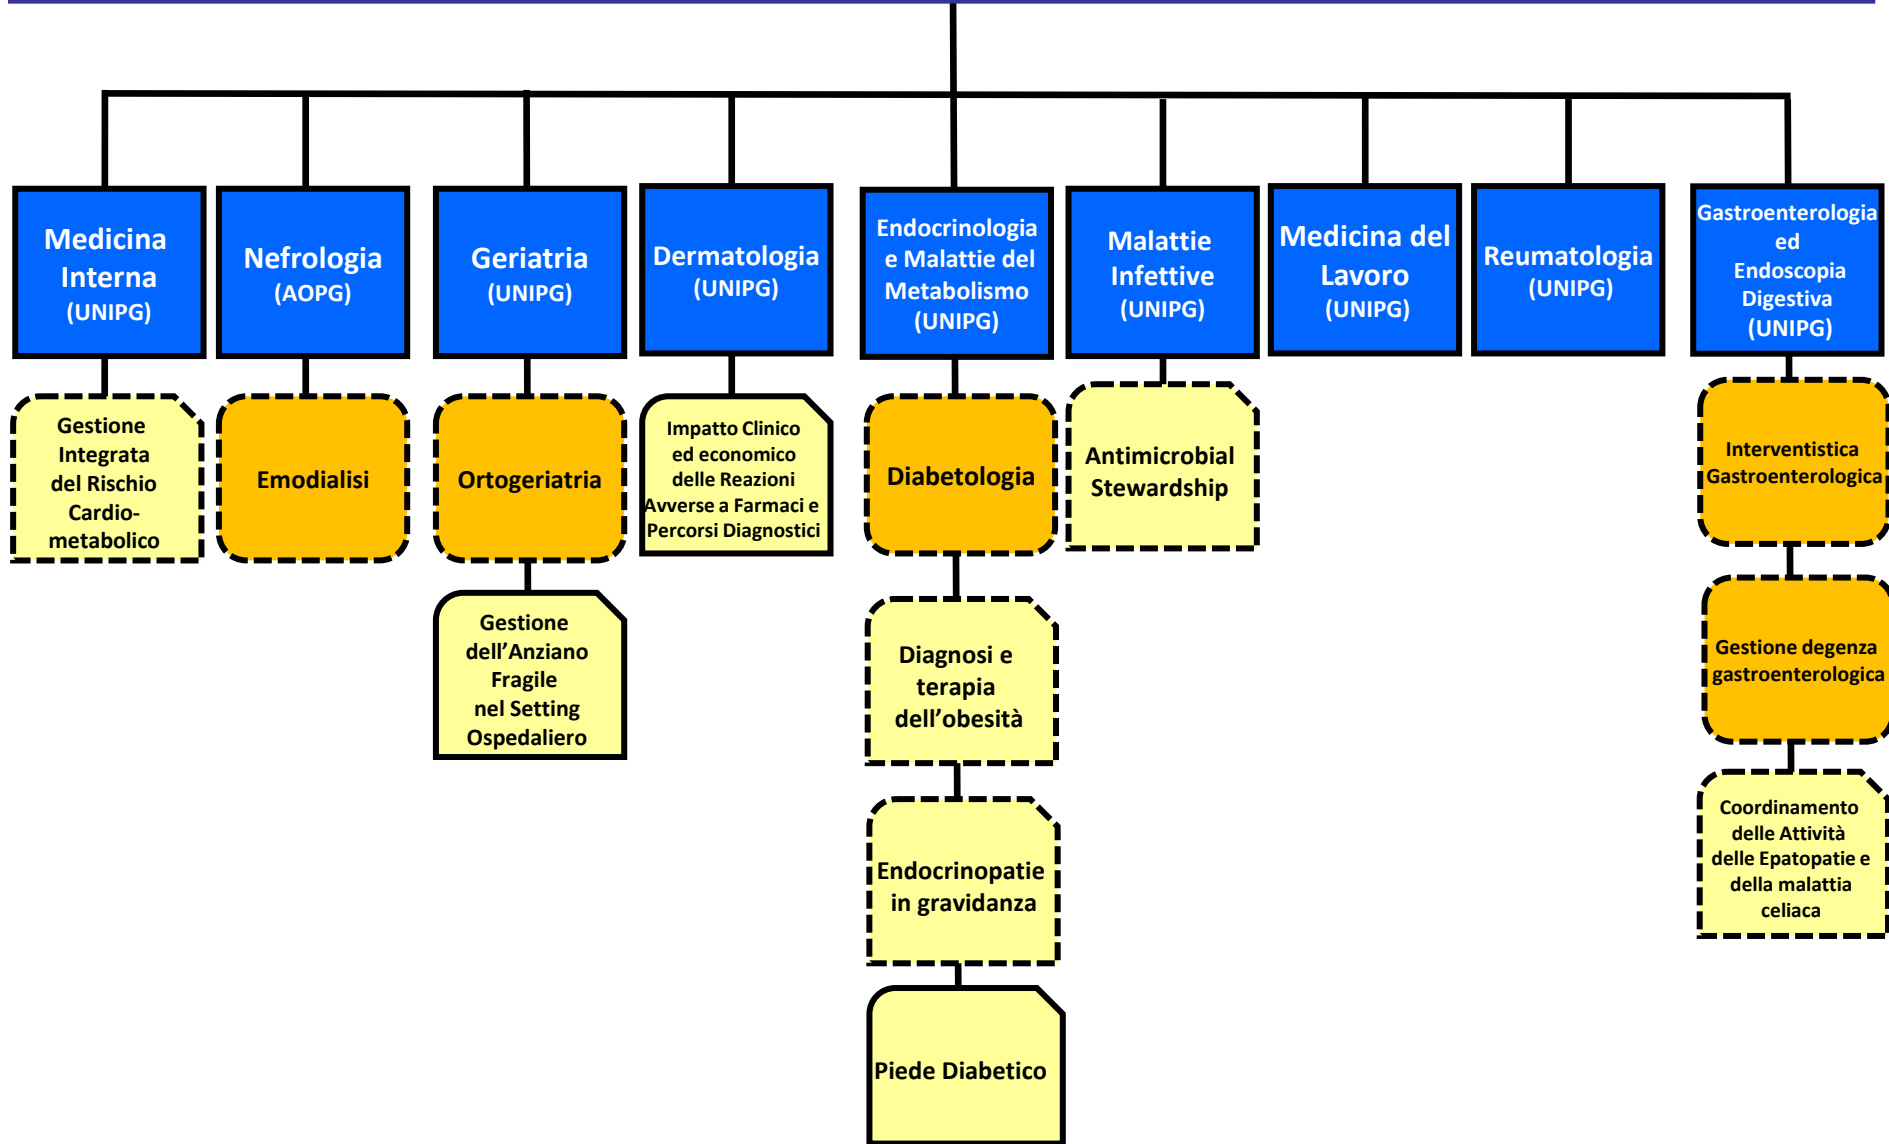 Medicina
Interna
(UNIPG)
Nefrologia
(AOPG)
Geriatria
(UNIPG)
Dermatologia
(UNIPG)
Endocrinologia
e Malattie del
Metabolismo
(UNIPG)
Malattie
Infettive
(UNIPG)
Medicina del
Lavoro
(UNIPG)
Reumatologia
(UNIPG)
Gastroenterologia
ed
Endoscopia
Digestiva
(UNIPG)
Gestione
Integrata
del Rischio
Cardio-
metabolico
Emodialisi
Ortogeriatria
Impatto Clinico
ed economico
delle Reazioni
Avverse a Farmaci e
Percorsi Diagnostici
Diabetologia
Antimicrobial
Stewardship
Interventistica
Gastroenterologica
Gestione
dell'Anziano
Fragile
nel Setting
Ospedaliero
Diagnosi e
terapia
dell'obesità
Gestione degenza
gastroenterologica
Endocrinopatie
in gravidanza
Coordinamento
delle Attività
delle Epatopatie e
della malattia
celiaca
Piede Diabetico